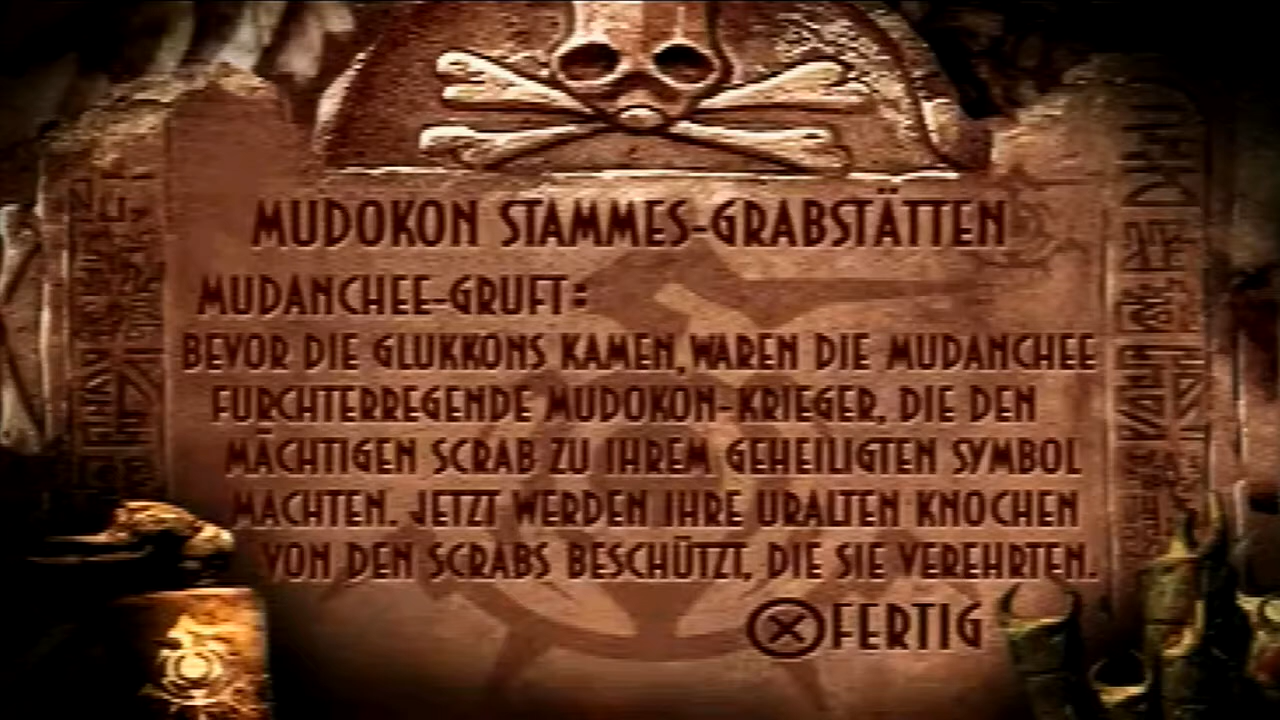 MUDOKON STAMMES-GRABSTÄTTEN
MUDANCHEE-GRUFT:
BEVOR DIE GLUKKONS KAMEN, WAREN DIE MUDANCHEE
FURCHTERREGENDE MUDOKON-KRIEGER, DIE DEN
MÄCHTIGEN SCRAB ZU IHREM GEHEILIGTEN SYMBOL
MACHTEN. JETZT WERDEN IHRE URALTEN KNOCHEN
VON DEN SCRABS BESCHÜTZT, DIE SIE VEREHRTEN.
ⓧ FERTIG